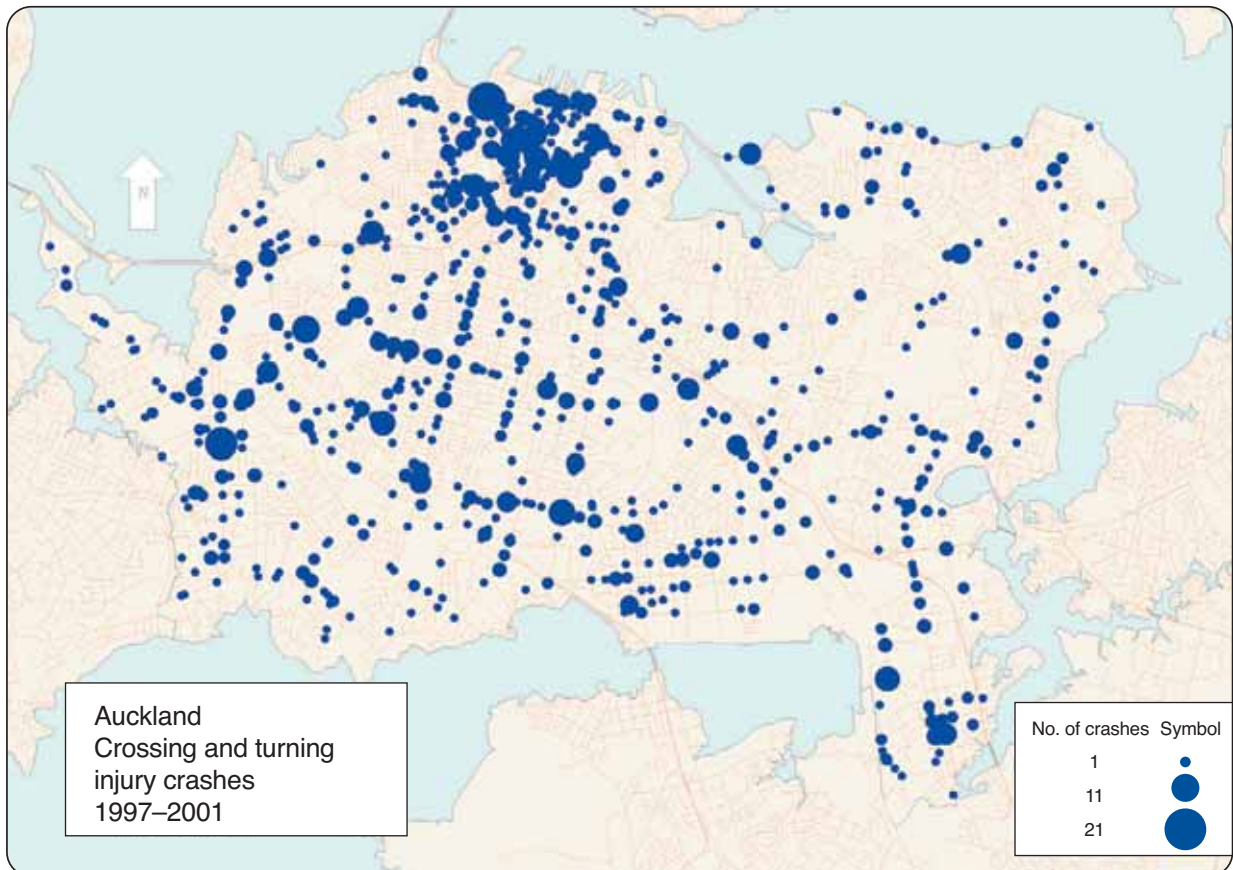 N
Auckland
Crossing and turning
injury crashes
1997–2001
No. of crashes Symbol
1
11
21